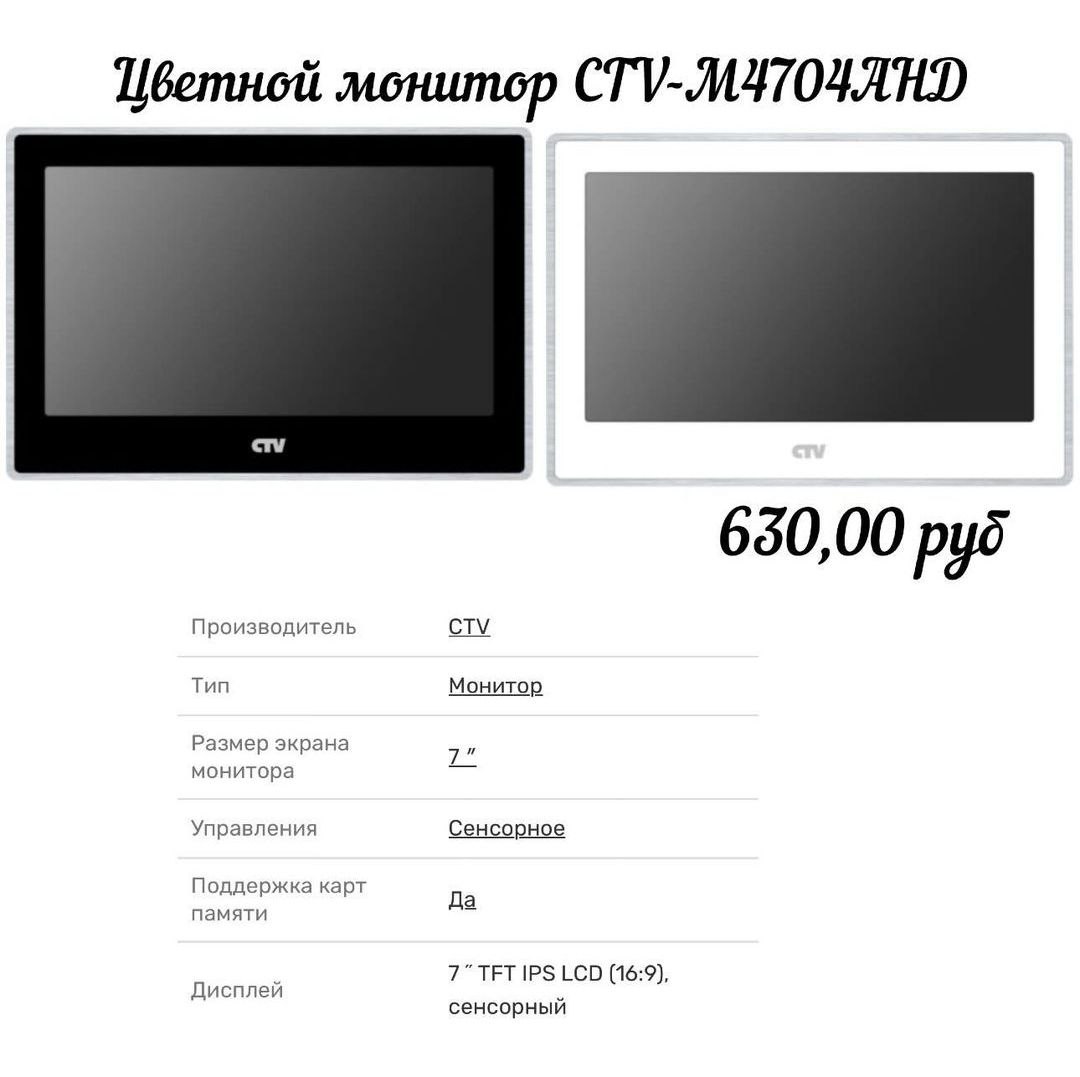 Цветной монитор CTV-M4704AHD
CTV
CTV
630,00 руб
Производитель CTV
Тип Монитор
Размер экрана
монитора
7 ″
Управления Сенсорное
Поддержка карт
памяти
Да
Дисплей
7 ˝ TFT IPS LCD (16:9),
сенсорный